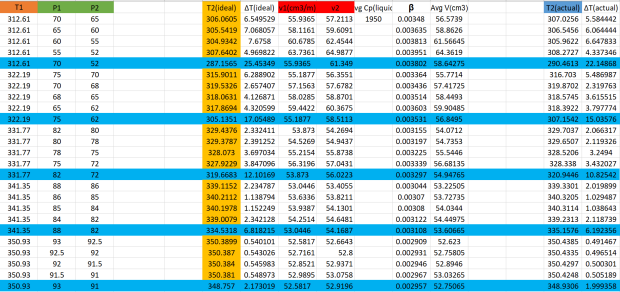 T1 P1 P2 T2(ideal) ΔT(ideal) v1(cm3/m) v2 vg Cp(liquid β Avg V(cm3) T2(actual) ΔT(actual)
312.61 70 65 306.0605 6.549529 55.9365 57.2113 1950 0.00348 56.5739 307.0256 5.584442
312.61 65 60 305.5419 7.068057 58.1161 59.6091 0.003635 58.8626 306.5456 6.064444
312.61 60 55 304.9342 7.6758 60.6785 62.4544 0.003813 61.56645 305.9622 6.647833
312.61 55 52 307.6402 4.969822 63.7361 64.9877 0.003951 64.3619 308.2727 4.337346
312.61 70 52 287.1565 25.45349 55.9365 61.349 0.003802 58.64275 290.4613 22.14868
322.19 75 70 315.9011 6.288902 55.1877 56.3551 0.003364 55.7714 316.703 5.486987
322.19 70 68 319.5326 2.657407 57.1563 57.6782 0.003436 57.41725 319.8702 2.319763
322.19 68 65 318.0631 4.126871 58.0285 58.8701 0.003514 58.4493 318.5745 3.615515
322.19 65 62 317.8694 4.320595 59.4422 60.3675 0.003653 59.90485 318.3922 3.797774
322.19 75 62 305.1351 17.05489 55.1877 58.5113 0.003531 56.8495 307.1542 15.03576
331.77 82 80 329.4376 2.332411 53.873 54.2694 0.003155 54.0712 329.7037 2.066317
331.77 80 78 329.3787 2.391252 54.5269 54.9437 0.003197 54.7353 329.6507 2.119326
331.77 78 75 328.073 3.697034 55.2154 55.8738 0.003225 55.5446 328.5206 3.2494
331.77 75 72 327.9229 3.847096 56.3196 57.0431 0.003339 56.68135 328.338 3.432027
331.77 82 72 319.6683 12.10169 53.873 56.0223 0.003297 54.94765 320.9446 10.82542
341.35 88 86 339.1152 2.234787 53.0446 53.4055 0.003044 53.22505 339.3301 2.019899
341.35 86 85 340.2112 1.138794 53.6336 53.8211 0.00307 53.72735 340.3205 1.029487
341.35 85 84 340.1978 1.152249 53.9387 54.1301 0.00308 54.0344 340.3114 1.038643
341.35 84 82 339.0079 2.342128 54.2514 54.6481 0.003122 54.44975 339.2313 2.118739
341.35 88 82 334.5318 6.818215 53.0446 54.1687 0.003108 53.60665 335.1576 6.192356
350.93 93 92.5 350.3899 0.540101 52.5817 52.6643 0.002909 52.623 350.4385 0.491467
350.93 92.5 92 350.387 0.543026 52.7161 52.8 0.002931 52.75805 350.4335 0.496514
350.93 92 91.5 350.384 0.545983 52.8521 52.9371 0.002946 52.8946 350.4297 0.500301
350.93 91.5 91 350.381 0.548973 52.9895 53.0758 0.002967 53.03265 350.4248 0.505189
350.93 93 91 348.757 2.173019 52.5817 52.9196 0.002957 52.75065 348.9306 1.999358